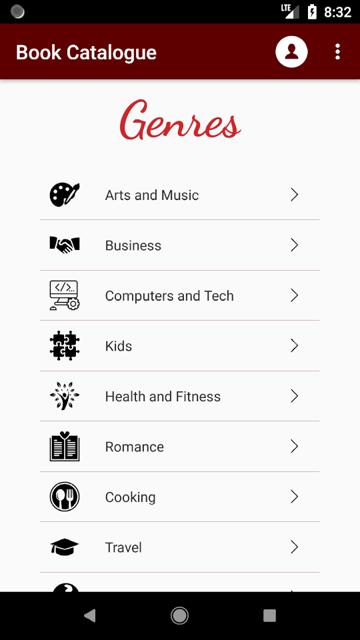 LTE 8:32
Book Catalogue
Genres
Arts and Music
Business
Computers and Tech
Kids
Health and Fitness
Romance
Cooking
Travel